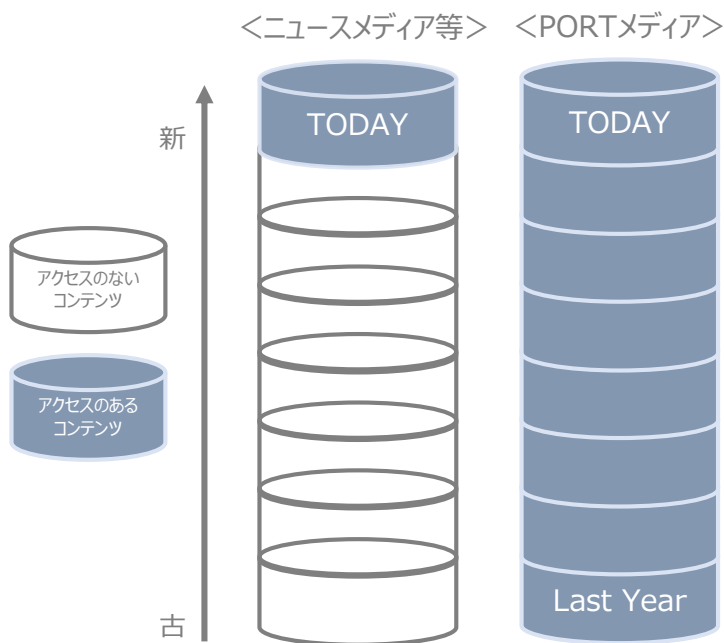 ＜ニュースメディア等＞
＜PORTメディア＞
新
TODAY
TODAY
アクセスのない
コンテンツ
アクセスのある
コンテンツ
Last Year
古